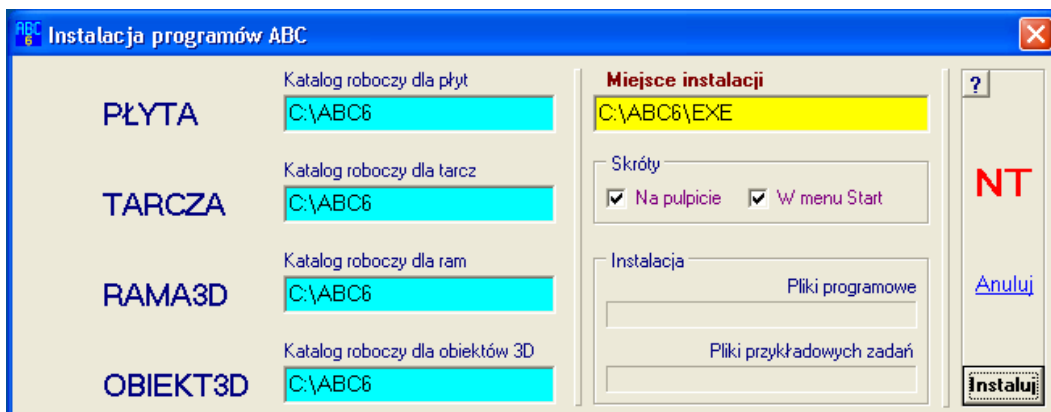 ABC 6 Instalacja programów ABC
PŁYTA
Katalog roboczy dla płyt
C:\ABC6
TARCZA
Katalog roboczy dla tarcz
C:\ABC6
RAMA3D
Katalog roboczy dla ram
C:\ABC6
OBIEKT3D
Katalog roboczy dla obiektów 3D
C:\ABC6
Miejsce instalacji
C:\ABC6\EXE
Skróty
Na pulpicie W menu Start
Instalacja
Pliki programowe
Pliki przykładowych zadań
?
NT
Anuluj
Instaluj